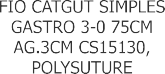 FIO CATGUT SIMPLES
GASTRO 3-0 75CM
AG.3CM CS15130,
POLYSUTURE